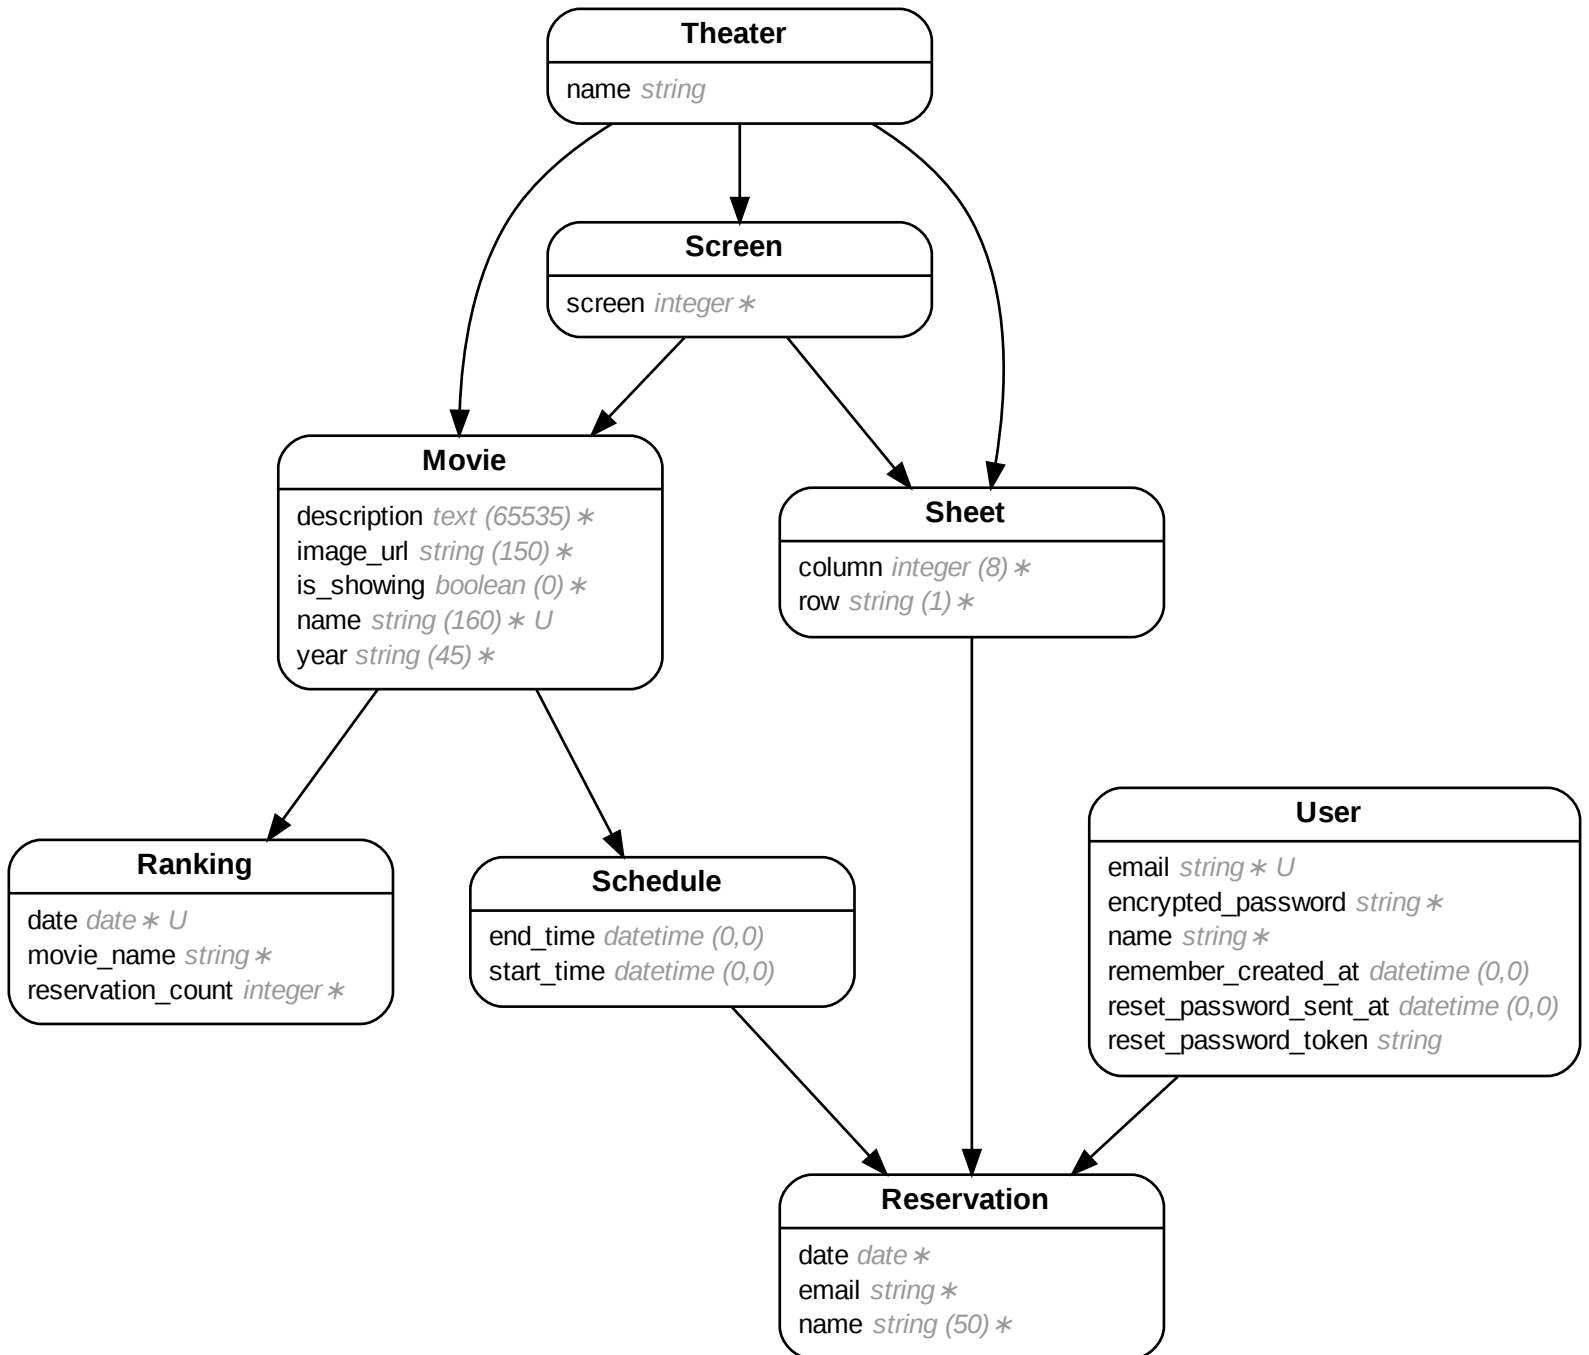 Theater
name string
Screen
screen integer∗
Movie
description text (65535)∗
image_url string (150)∗
is_showing boolean (0)∗
name string (160)∗ U
year string (45)∗
Sheet
column integer (8)∗
row string (1)∗
Ranking
date date∗ U
movie_name string∗
reservation_count integer∗
Schedule
end_time datetime (0,0)
start_time datetime (0,0)
User
email string∗ U
encrypted_password string∗
name string∗
remember_created_at datetime (0,0)
reset_password_sent_at datetime (0,0)
reset_password_token string
Reservation
date date∗
email string∗
name string (50)∗